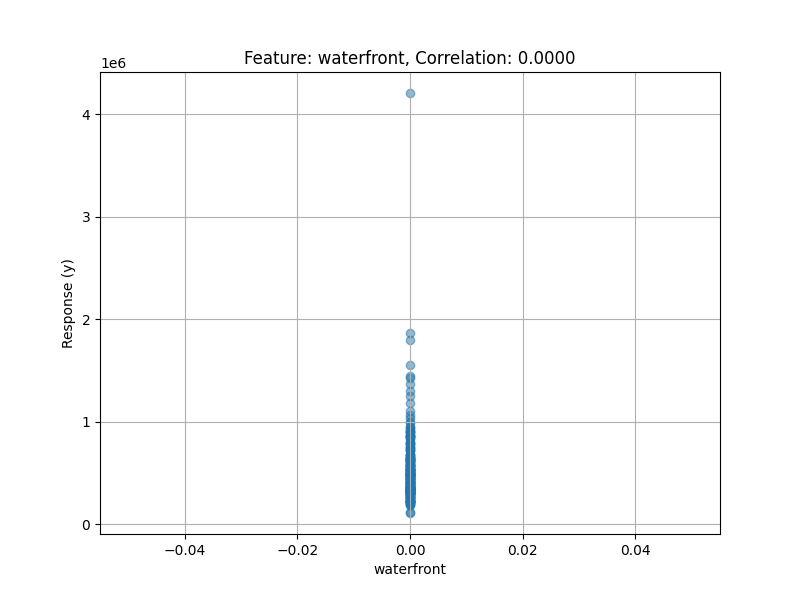 Feature: waterfront, Correlation: 0.0000
1e6
4
3
2
1
0
Response (y)
−0.04
−0.02
0.00
0.02
0.04
waterfront